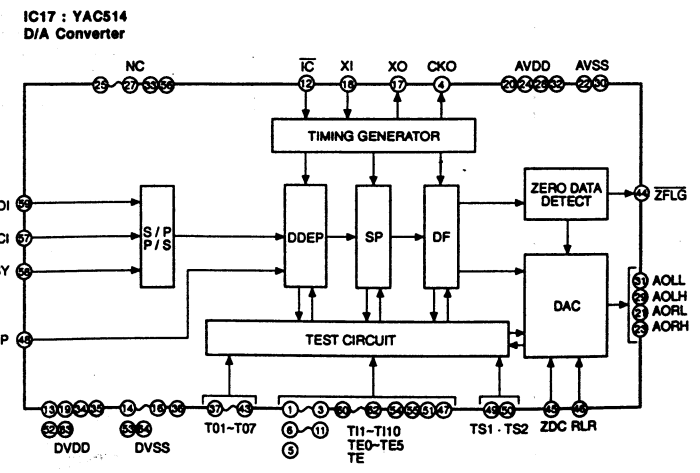 IC17 : YAC514
D/A Converter
NC IC XI XO CKO AVDD AVSS
25 27 33 12 18 17 4 20 24 28 32 22 30
TIMING GENERATOR
DI 59
CI 57
SY 56
P 48
S / P
P / S
DDEP
SP
DF
ZERO DATA
DETECT
44 ZFLG
DAC
31 AOLL
29 AOLH
21 AORL
23 AORH
TEST CIRCUIT
13 19 34 35 14 16 36 37 43 1 3 60 62 54 55 51 47 49 50 45 46
52 63 53 64 T01~T07 6 11 TI1~TI10 TS1 · TS2 ZDC RLR
DVDD DVSS 5 TE0~TE5
TE